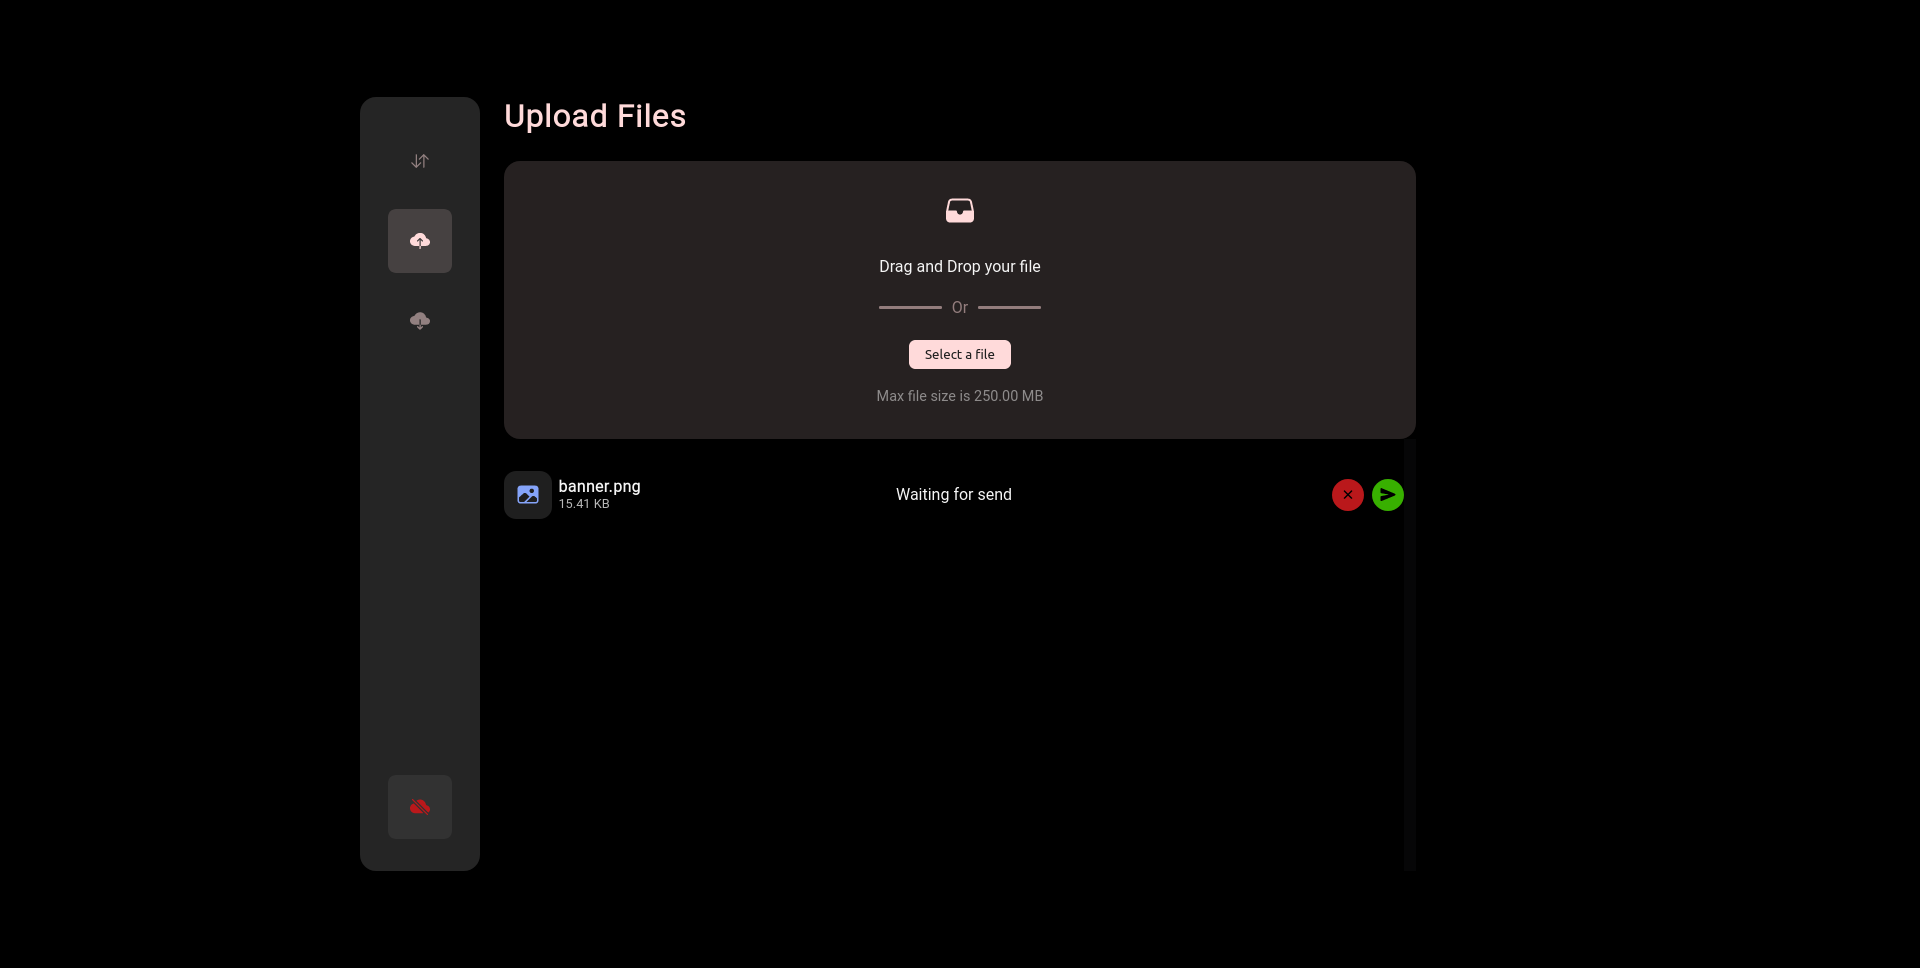 Upload Files
Drag and Drop your file
Or
Select a file
Max file size is 250.00 MB
banner.png
15.41 KB
Waiting for send